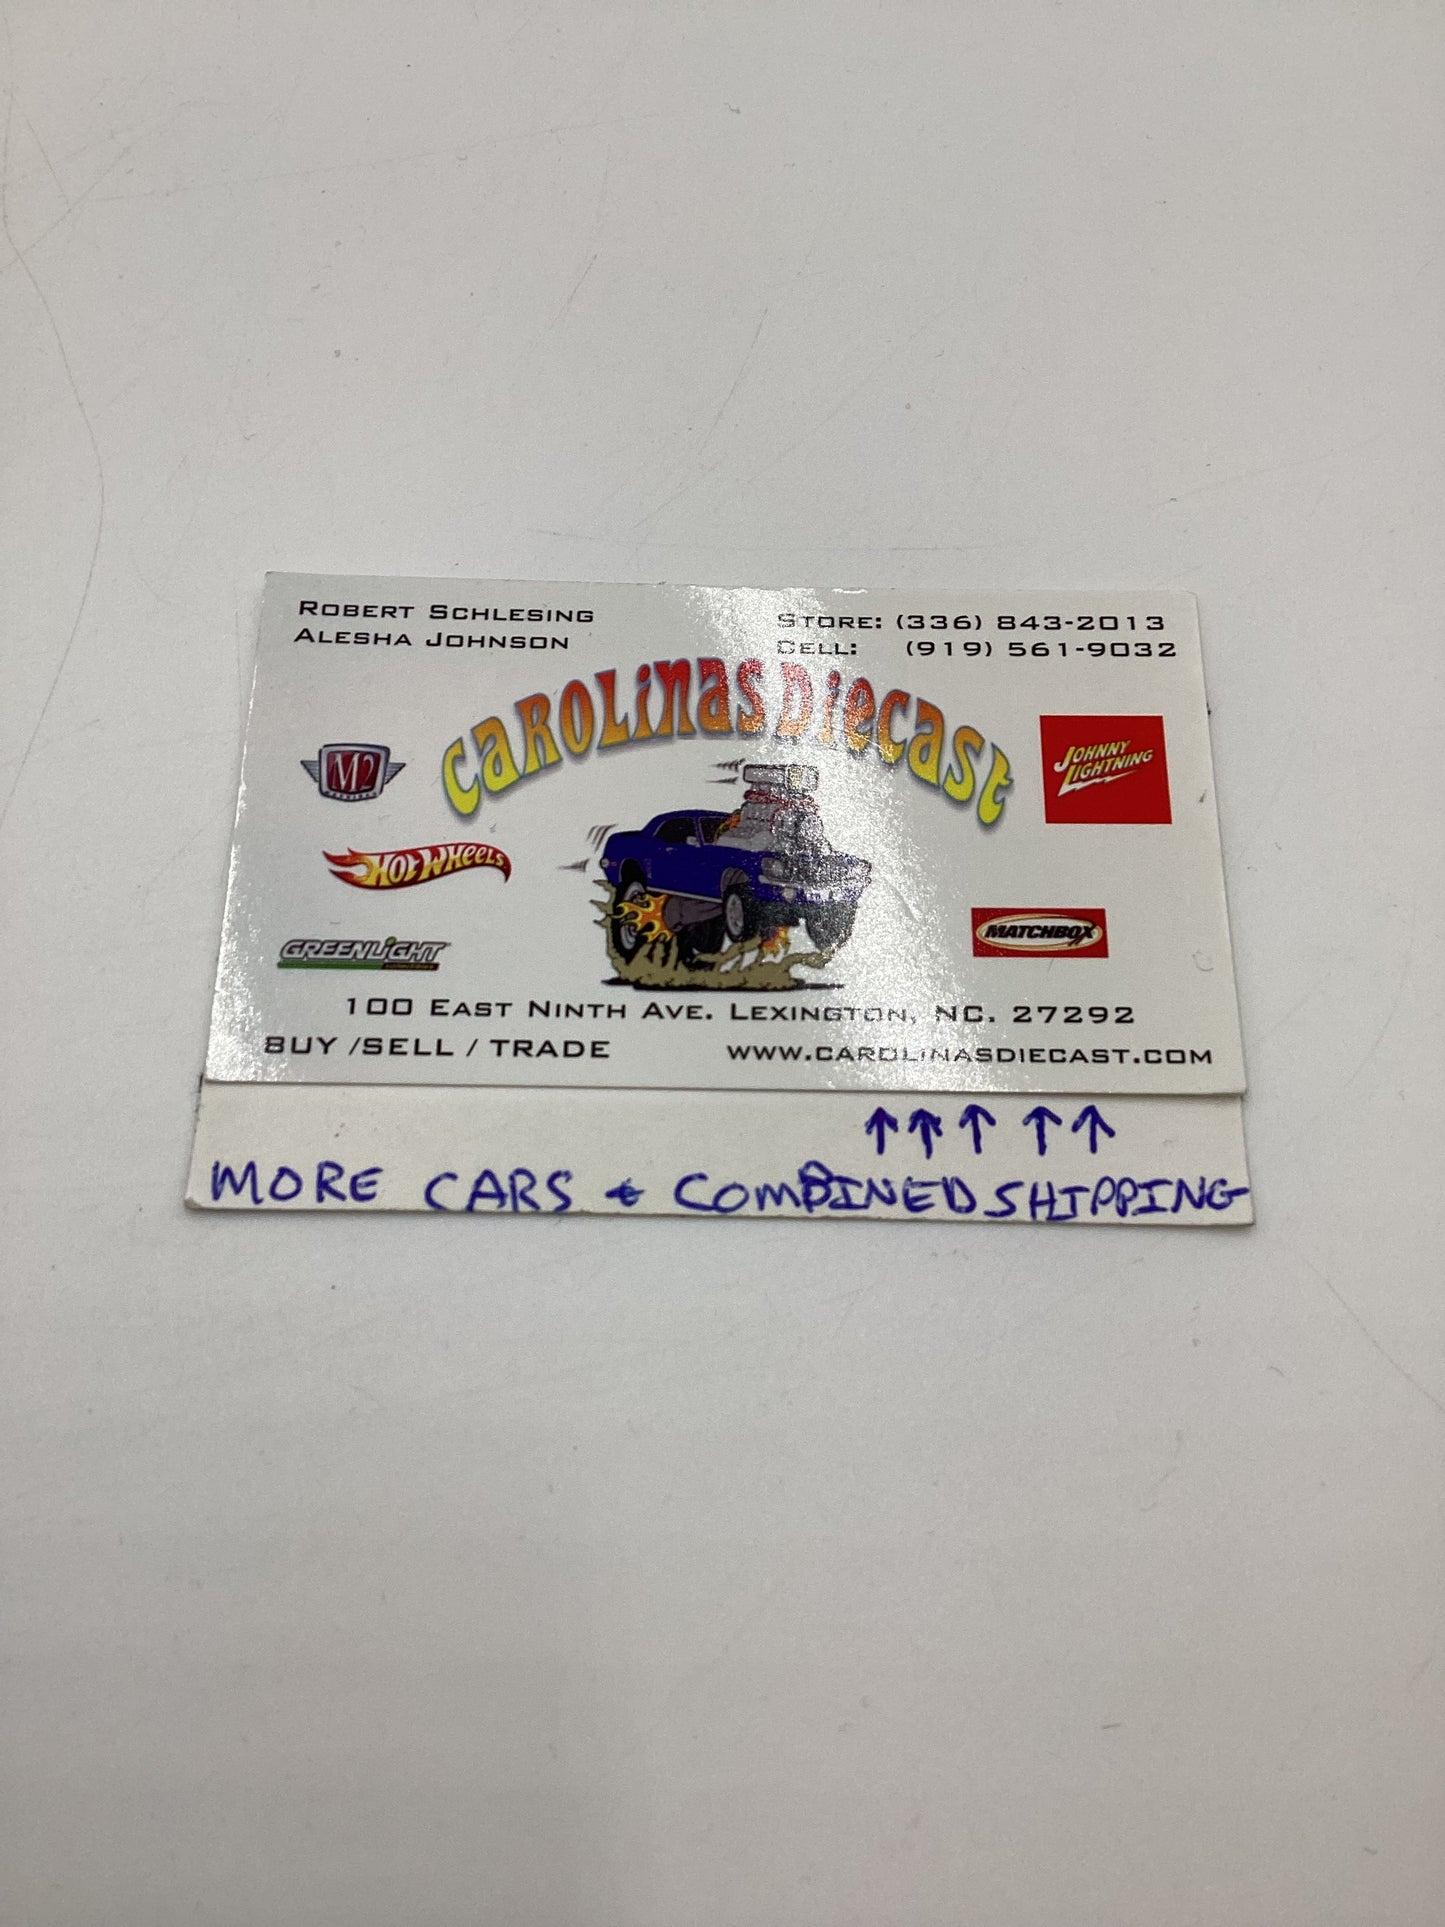 ROBERT SCHLESING
ALESHA JOHNSON
STORE: (336) 843-2013
CELL: (919) 561-9032
CAROLINAS DIECAST
M2
JOHNNY LIGHTNING
HOT WHEELS
MATCHBOX
GREENLIGHT
100 EAST NINTH AVE. LEXINGTON, NC. 27292
BUY /SELL / TRADE
WWW.CAROLINASDIECAST.COM
↑↑↑↑↑
MORE CARS & COMBINED SHIPPING